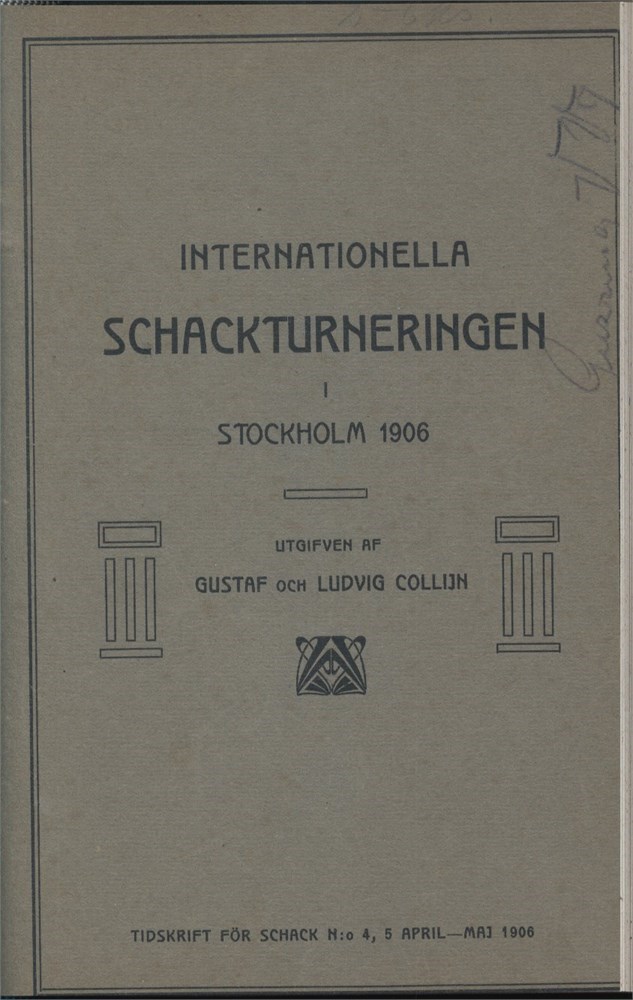 INTERNATIONELLA
SCHACKTURNERINGEN
I
STOCKHOLM 1906
UTGIFVEN AF
GUSTAF OCH LUDVIG COLLIJN
TIDSKRIFT FÖR SCHACK N:o 4, 5 APRIL—MAJ 1906